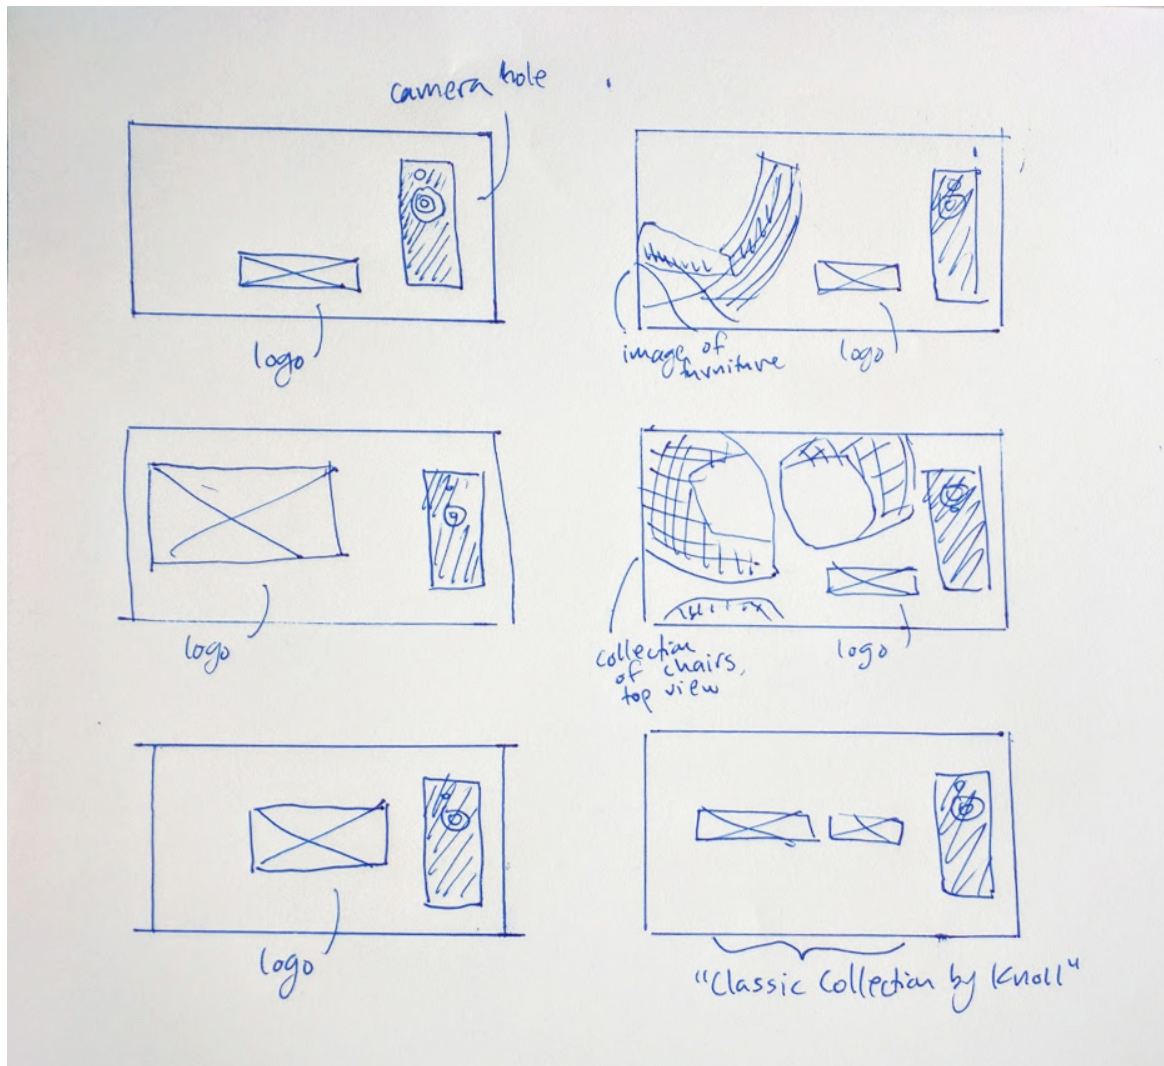 camera hole
logo
image of
furniture
logo
logo
collection
of chairs,
top view
logo
logo
"Classic Collection by Knoll"